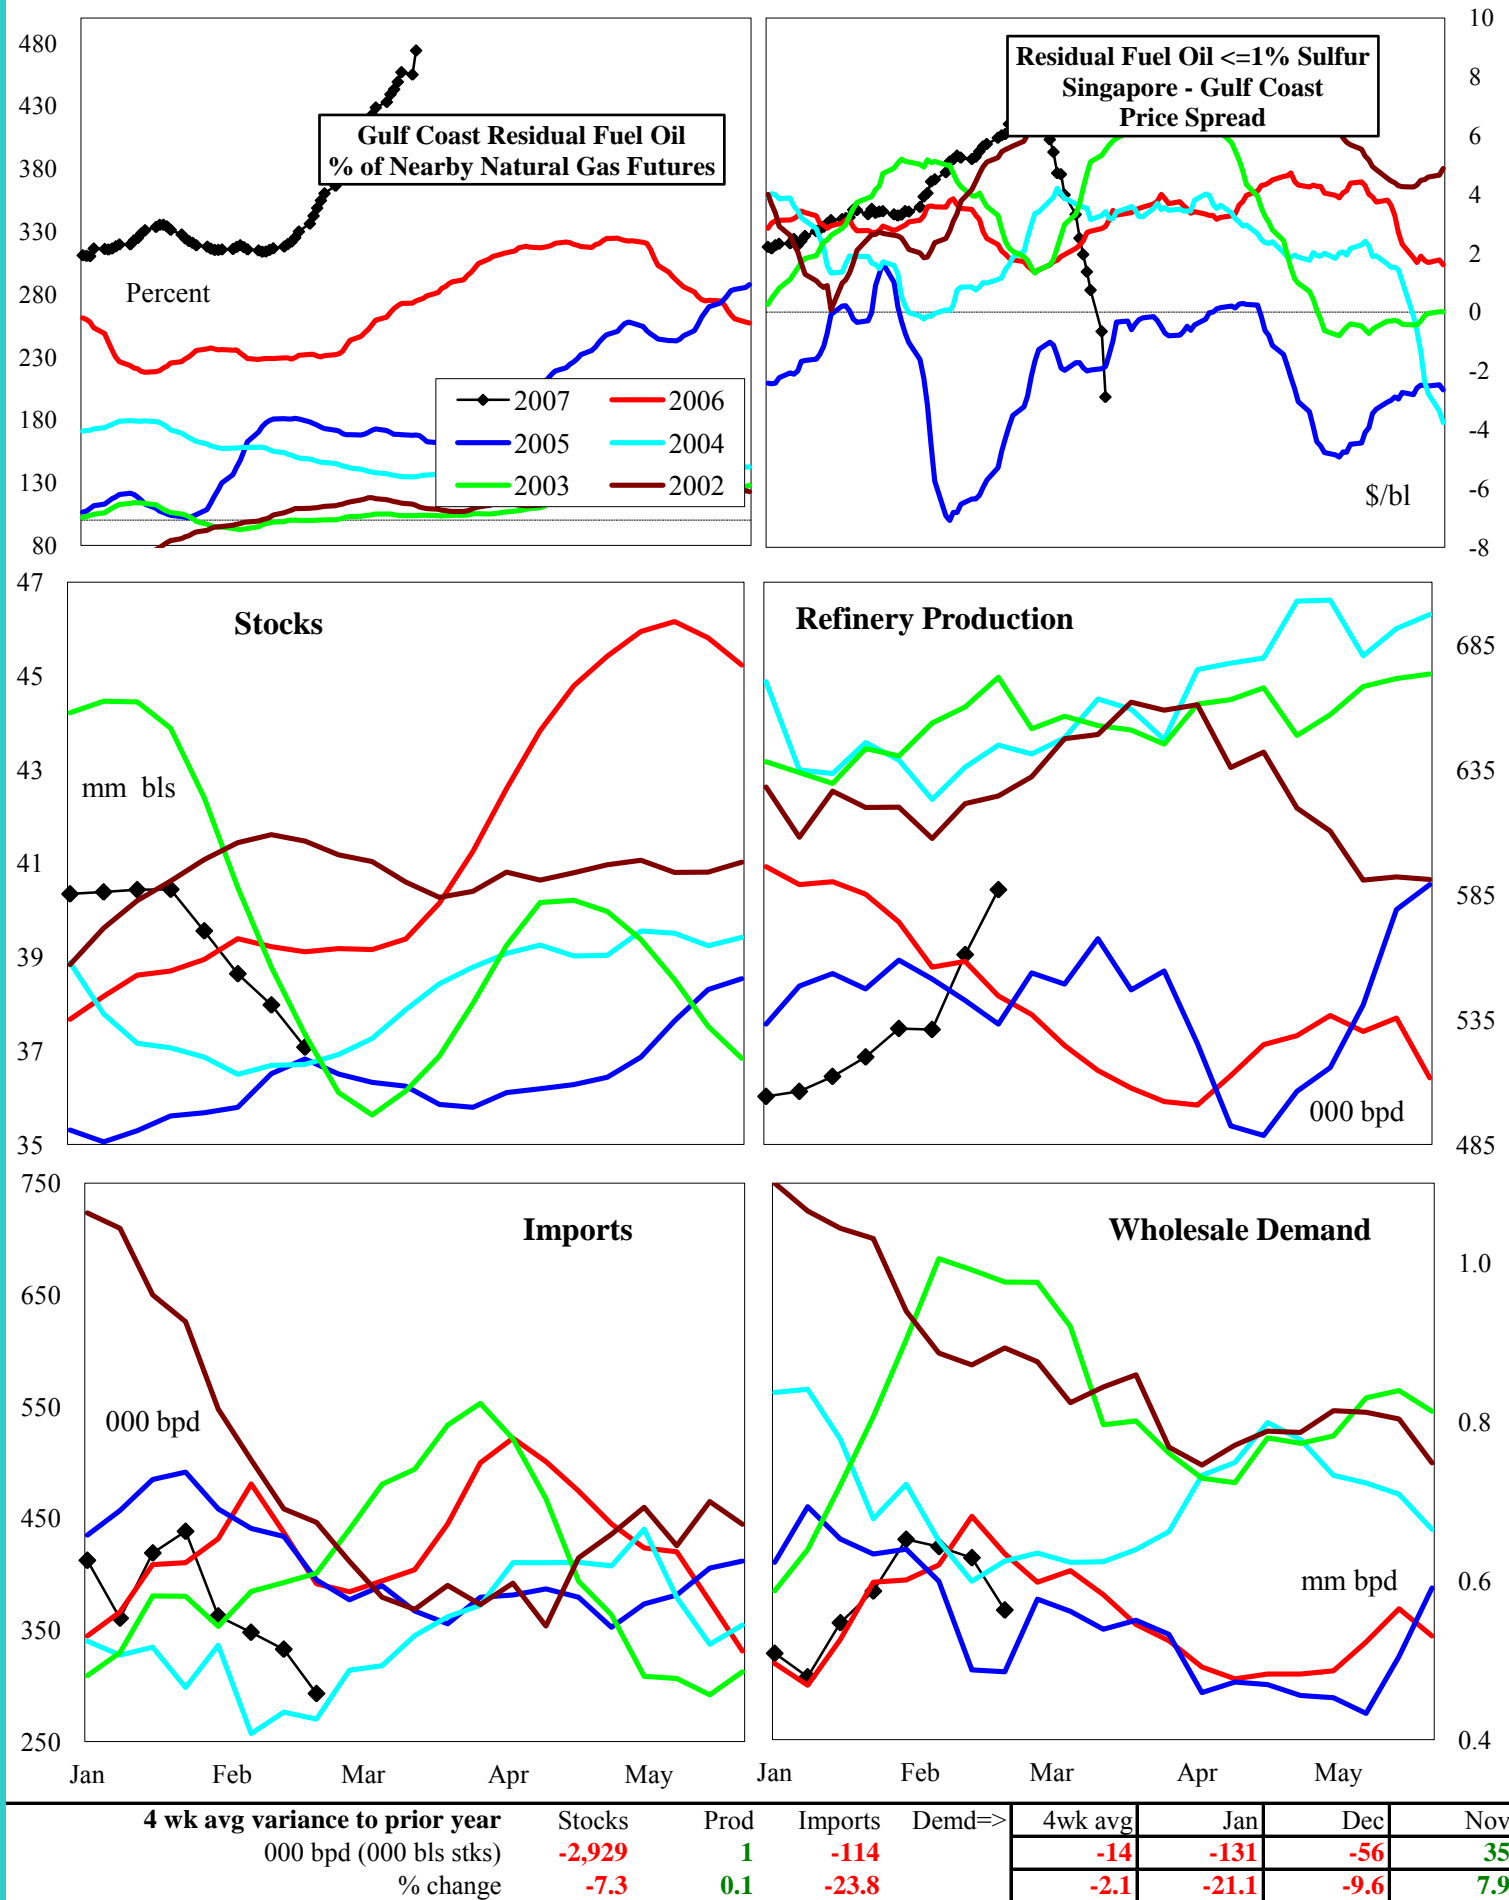 480
430
380
330
280
230
180
130
80
Gulf Coast Residual Fuel Oil
% of Nearby Natural Gas Futures
Percent
2007 2006
2005 2004
2003 2002
10
8
6
4
2
0
-2
-4
-6
-8
Residual Fuel Oil <=1% Sulfur
Singapore - Gulf Coast
Price Spread
$/bl
47
45
43
41
39
37
35
Stocks
mm bls
Refinery Production
000 bpd
685
635
585
535
485
750
650
550
450
350
250
Imports
000 bpd
Jan Feb Mar Apr May
Wholesale Demand
mm bpd
1.0
0.8
0.6
0.4
Jan Feb Mar Apr May
4 wk avg variance to prior year Stocks Prod Imports Demd=> 4wk avg Jan Dec Nov
000 bpd (000 bls stks) -2,929 1 -114 -14 -131 -56 35
% change -7.3 0.1 -23.8 -2.1 -21.1 -9.6 7.9